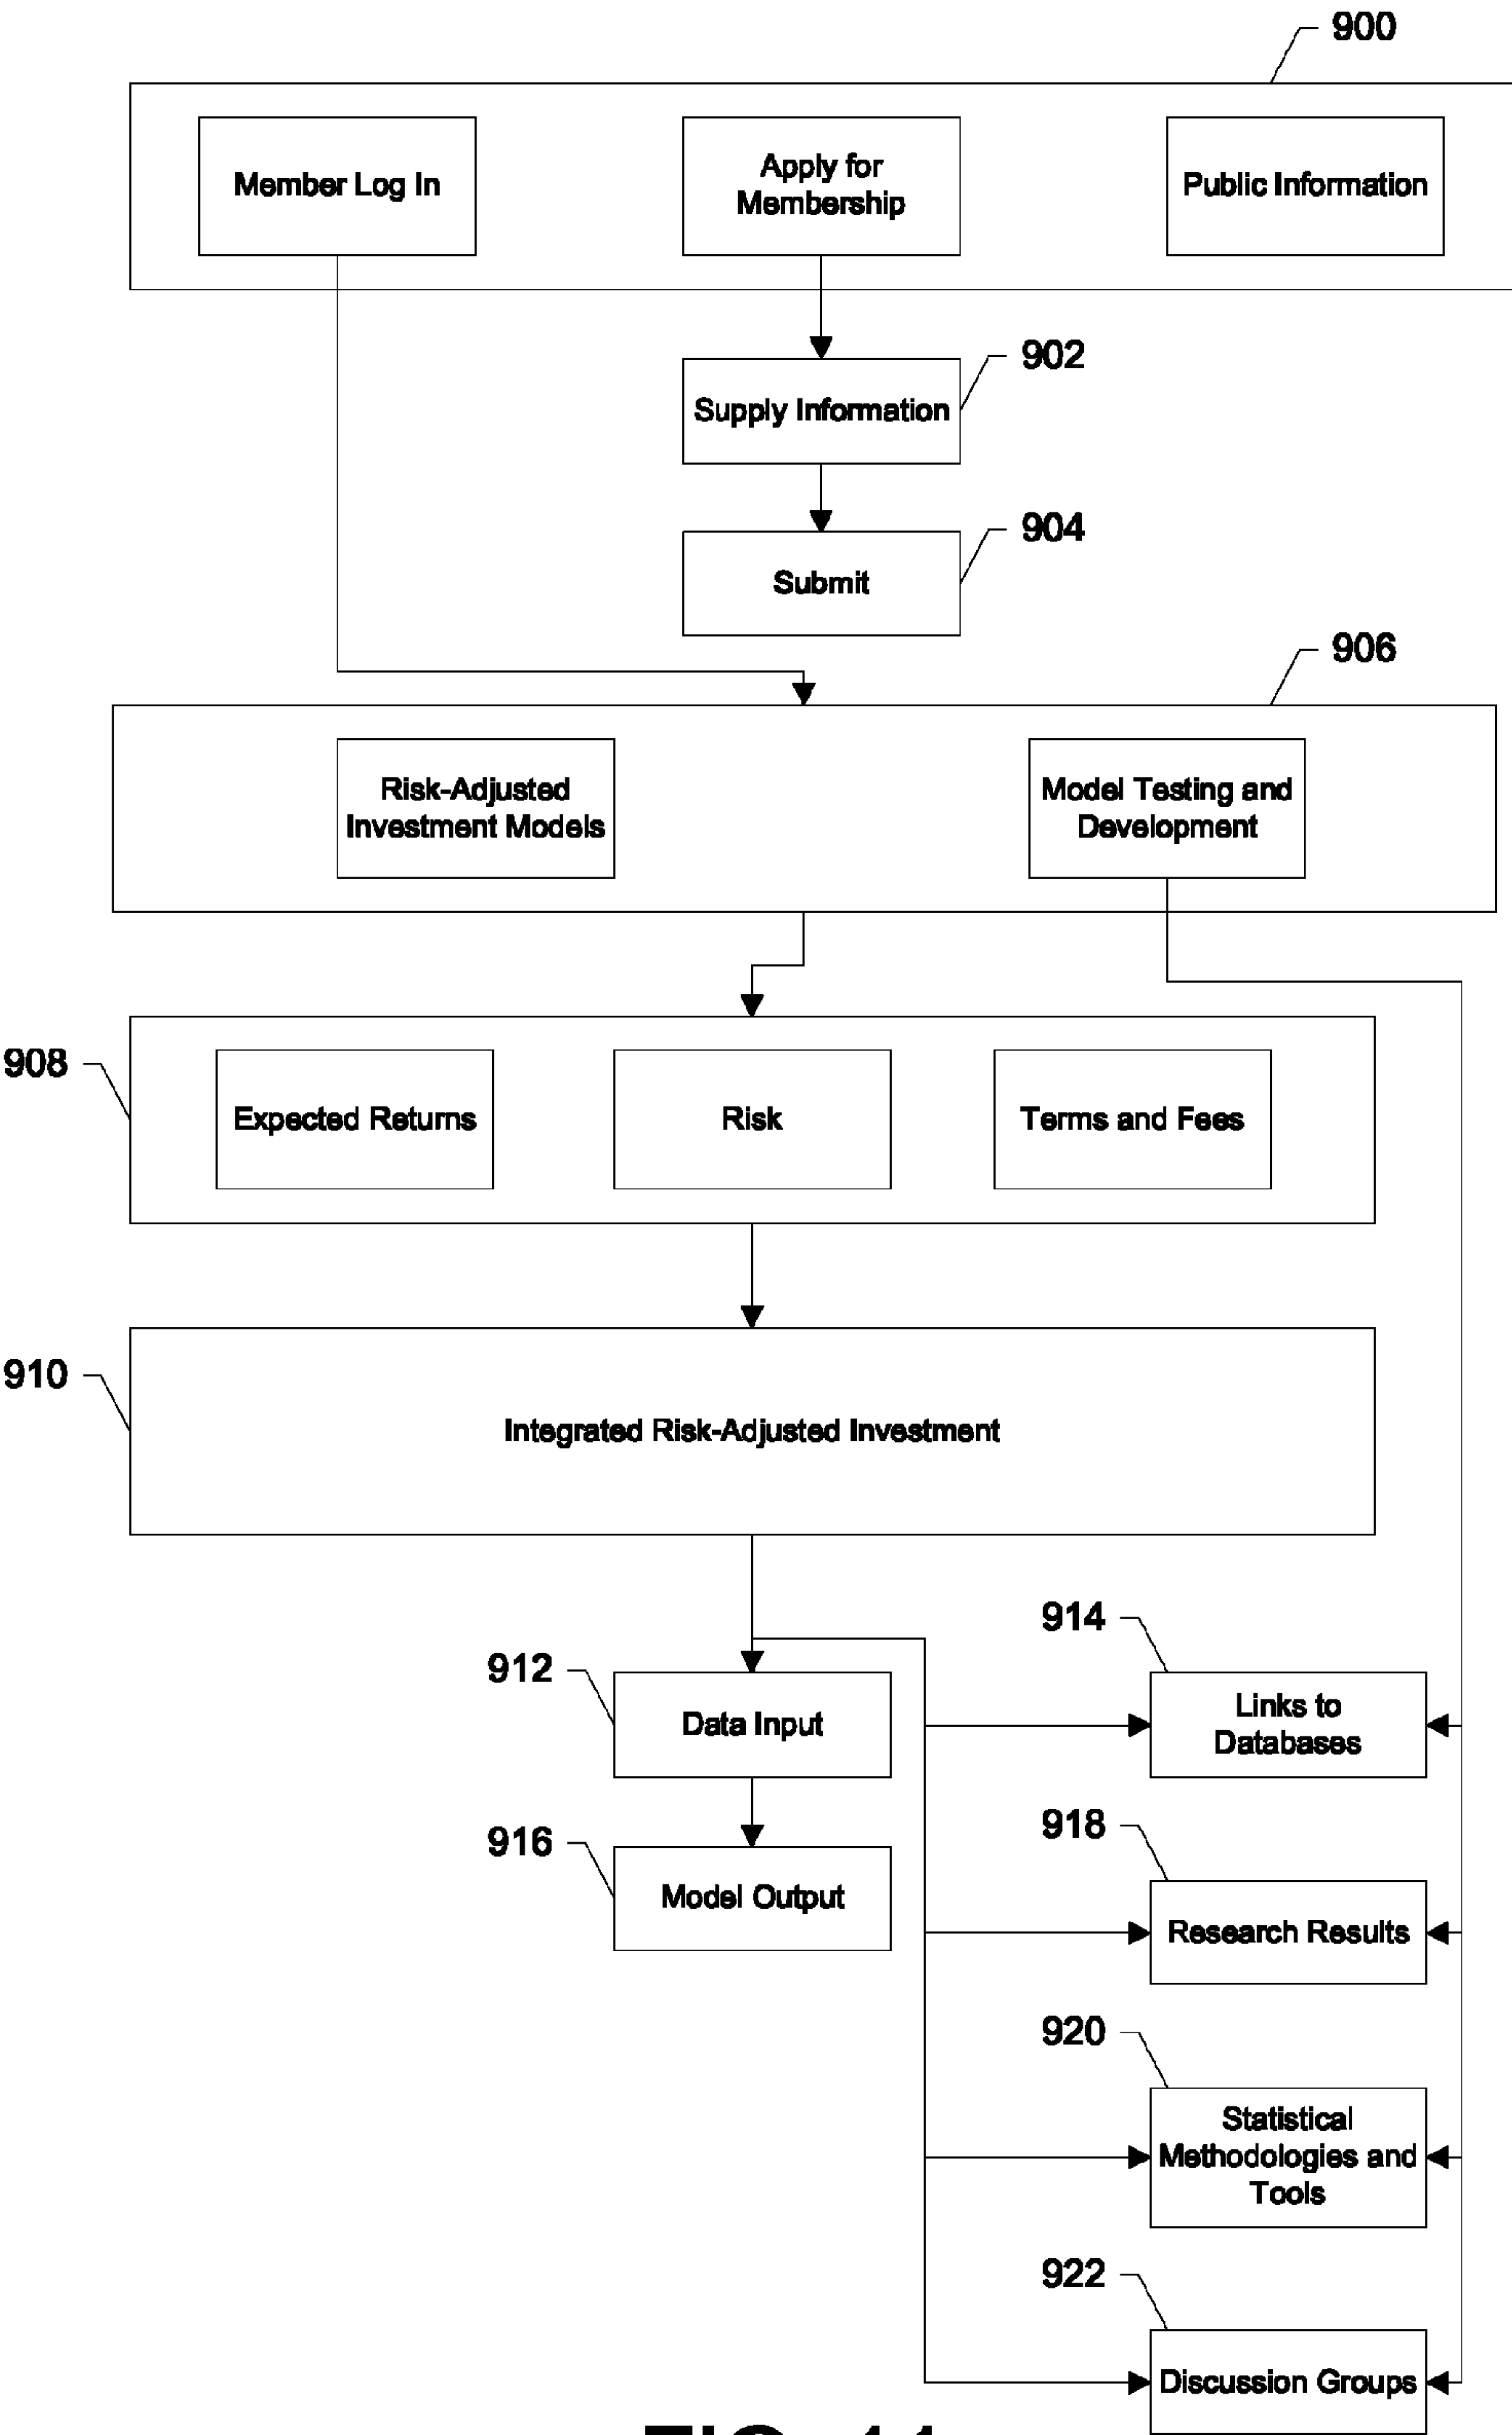 900
Member Log In
Apply for
Membership
Public Information
902
Supply Information
904
Submit
906
Risk-Adjusted
Investment Models
Model Testing and
Development
908
Expected Returns
Risk
Terms and Fees
910
Integrated Risk-Adjusted Investment
912
Data Input
914
Links to
Databases
916
Model Output
918
Research Results
920
Statistical
Methodologies and
Tools
922
Discussion Groups